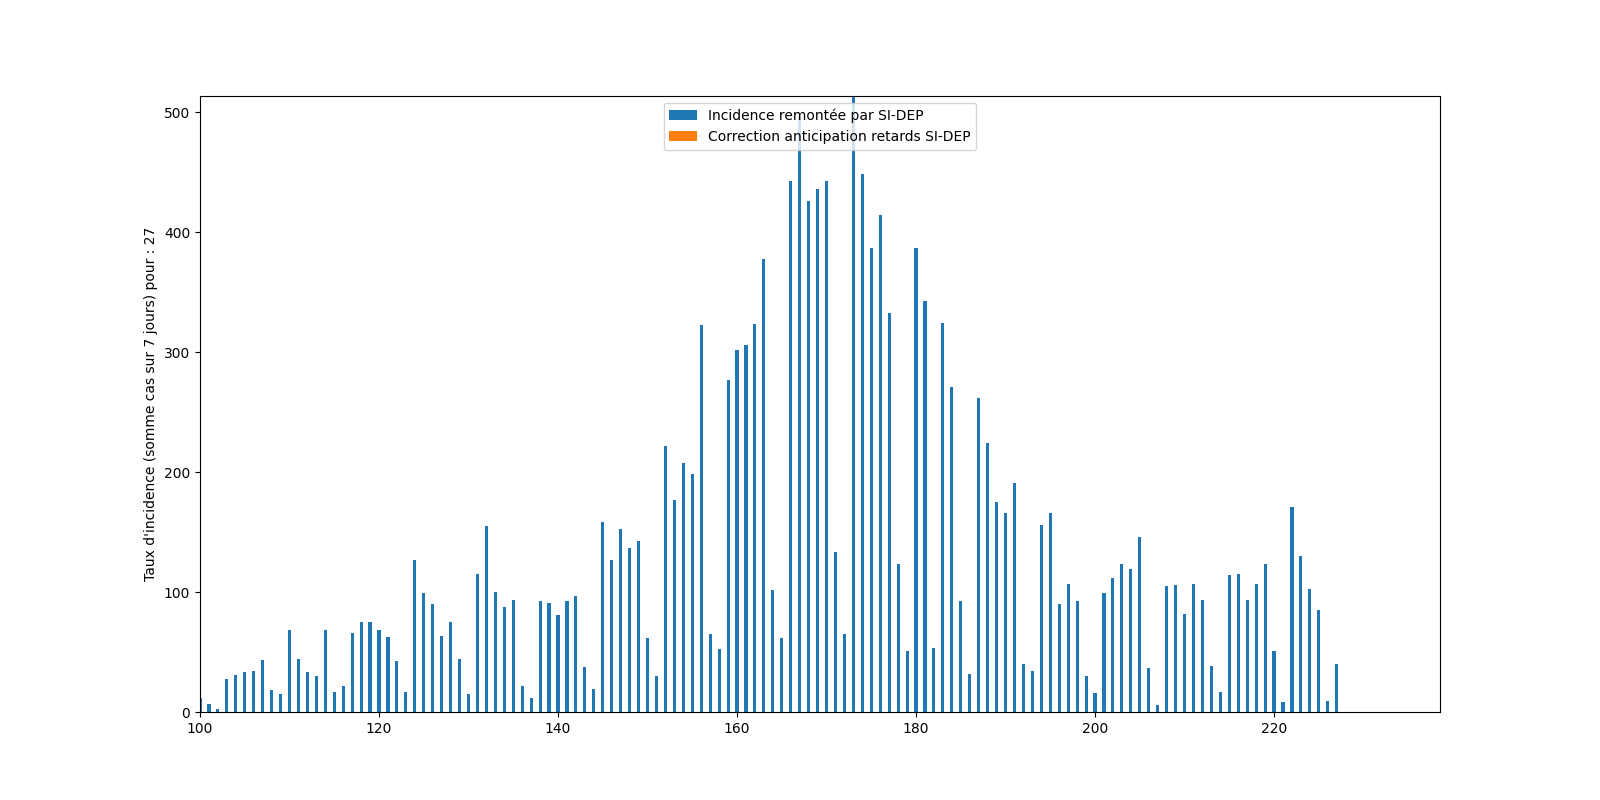 Incidence remontée par SI-DEP
Correction anticipation retards SI-DEP
Taux d'incidence (somme cas sur 7 jours) pour : 27
500
400
300
200
100
0
100 120 140 160 180 200 220